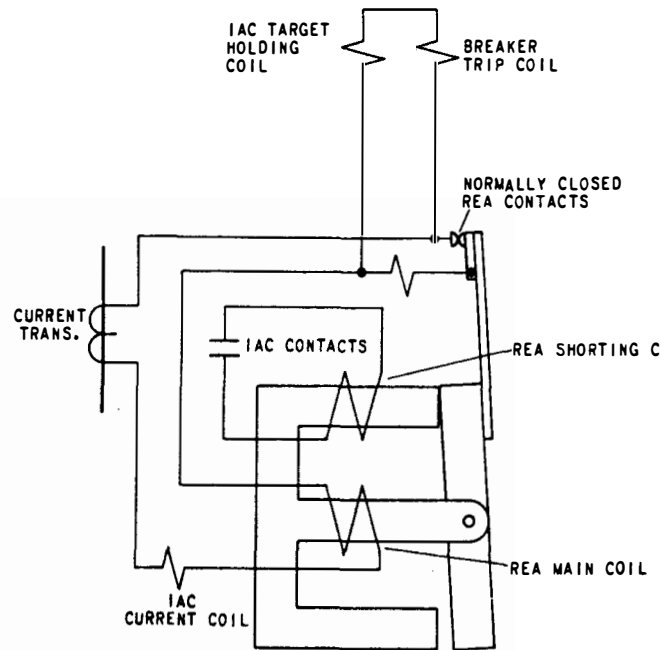 IAC TARGET
HOLDING
COIL
BREAKER
TRIP COIL
NORMALLY CLOSED
REA CONTACTS
CURRENT
TRANS.
IAC CONTACTS
REA SHORTING C
REA MAIN COIL
IAC
CURRENT COIL